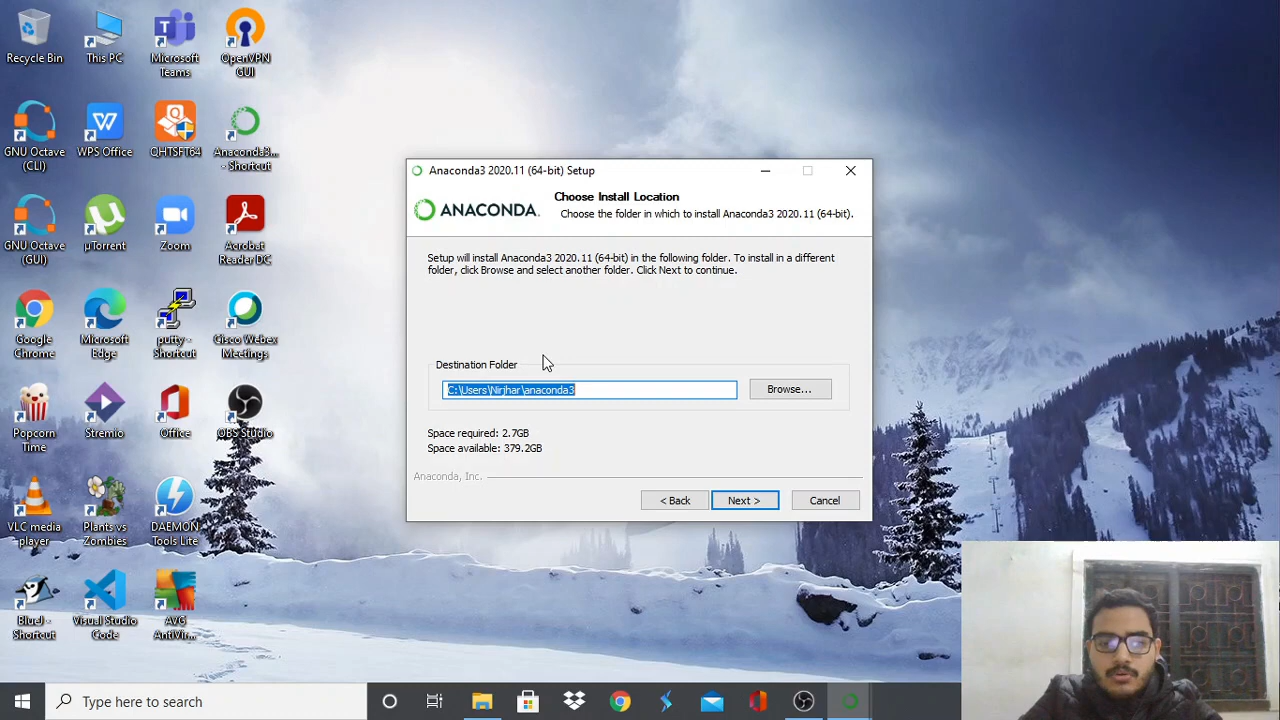 Recycle Bin
This PC
Microsoft
Teams
OpenVPN
GUI
GNU Octave
(CLI)
WPS Office
QHTSFT64
Anaconda3...
- Shortcut
GNU Octave
(GUI)
µTorrent
Zoom
Acrobat
Reader DC
Google
Chrome
Microsoft
Edge
putty -
Shortcut
Cisco Webex
Meetings
Popcorn
Time
Stremio
Office
OBS Studio
VLC media
player
Plants vs
Zombies
DAEMON
Tools Lite
BlueJ -
Shortcut
Visual Studio
Code
AVG
AntiVir...
Anaconda3 2020.11 (64-bit) Setup
ANACONDA.
Choose Install Location
Choose the folder in which to install Anaconda3 2020.11 (64-bit).
Setup will install Anaconda3 2020.11 (64-bit) in the following folder. To install in a different
folder, click Browse and select another folder. Click Next to continue.
Destination Folder
C:\Users\Nirjhar\anaconda3
Browse...
Space required: 2.7GB
Space available: 379.2GB
Anaconda, Inc.
< Back
Next >
Cancel
Type here to search